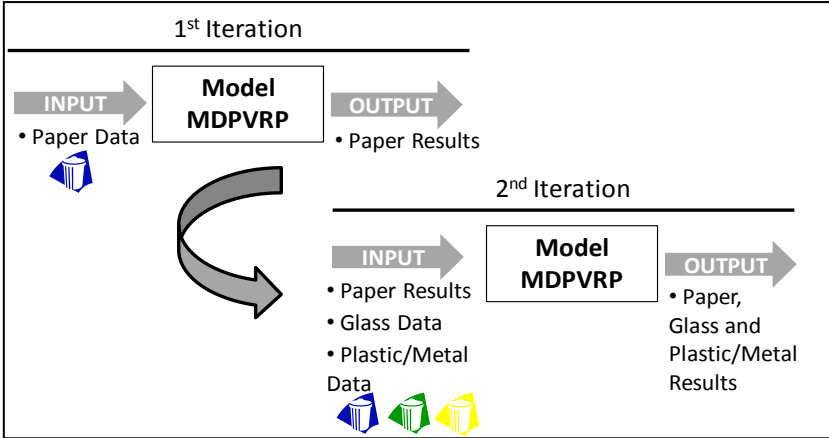 1st Iteration
INPUT
Model
MDPVRP
OUTPUT
• Paper Data
• Paper Results
2nd Iteration
INPUT
Model
MDPVRP
OUTPUT
• Paper Results
• Glass Data
• Plastic/Metal
Data
• Paper,
Glass and
Plastic/Metal
Results